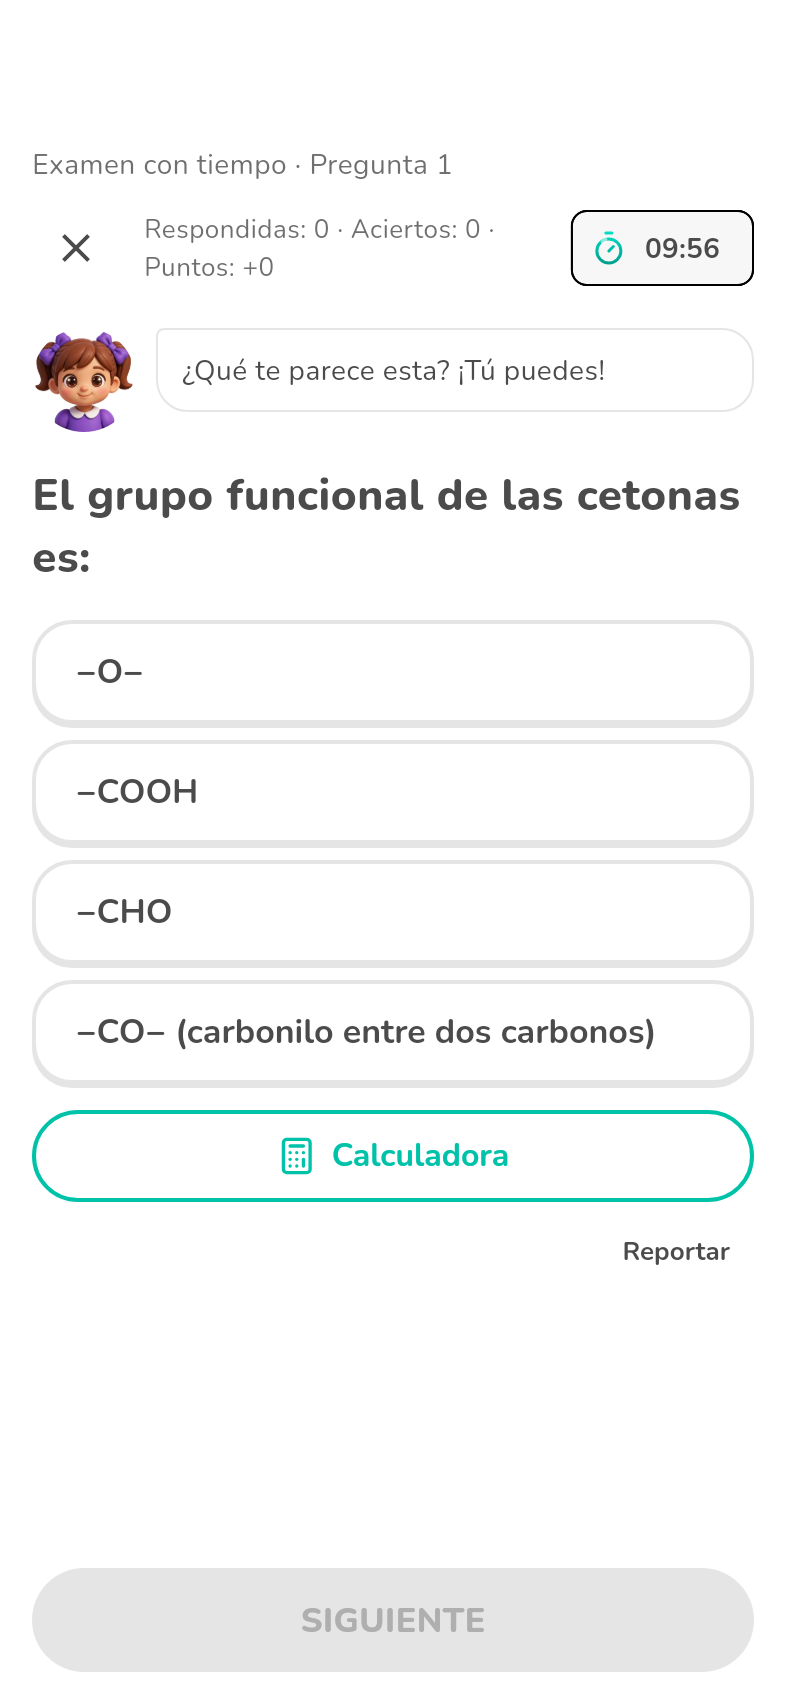 Examen con tiempo · Pregunta 1
Respondidas: 0 · Aciertos: 0 ·
Puntos: +0
09:56
¿Qué te parece esta? ¡Tú puedes!
El grupo funcional de las cetonas
es:
–O–
–COOH
–CHO
–CO– (carbonilo entre dos carbonos)
Calculadora
Reportar
SIGUIENTE